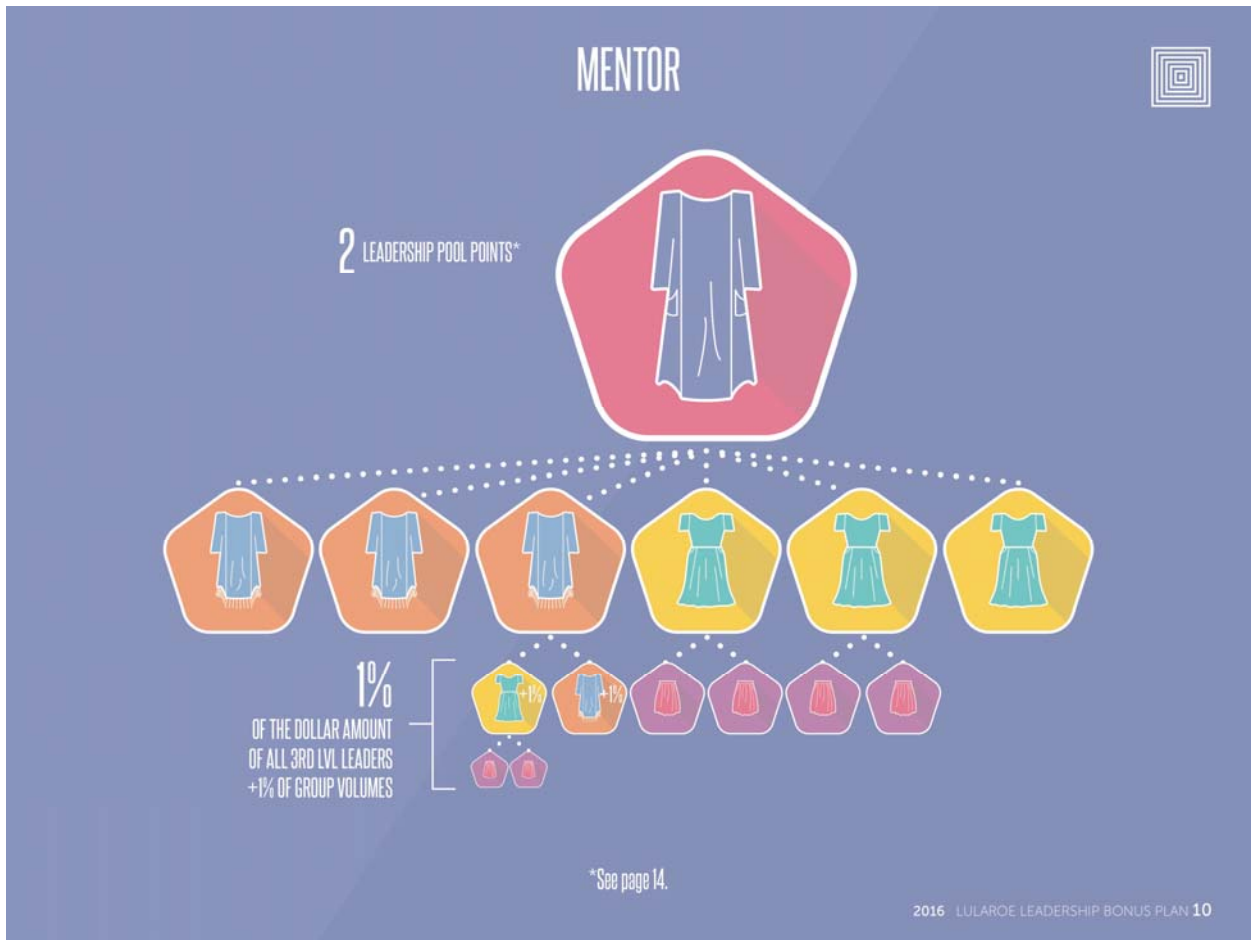 MENTOR
2 LEADERSHIP POOL POINTS*
+1% +1%
1%
OF THE DOLLAR AMOUNT
OF ALL 3RD LVL LEADERS
+1% OF GROUP VOLUMES
*See page 14.
2016 LULAROE LEADERSHIP BONUS PLAN 10